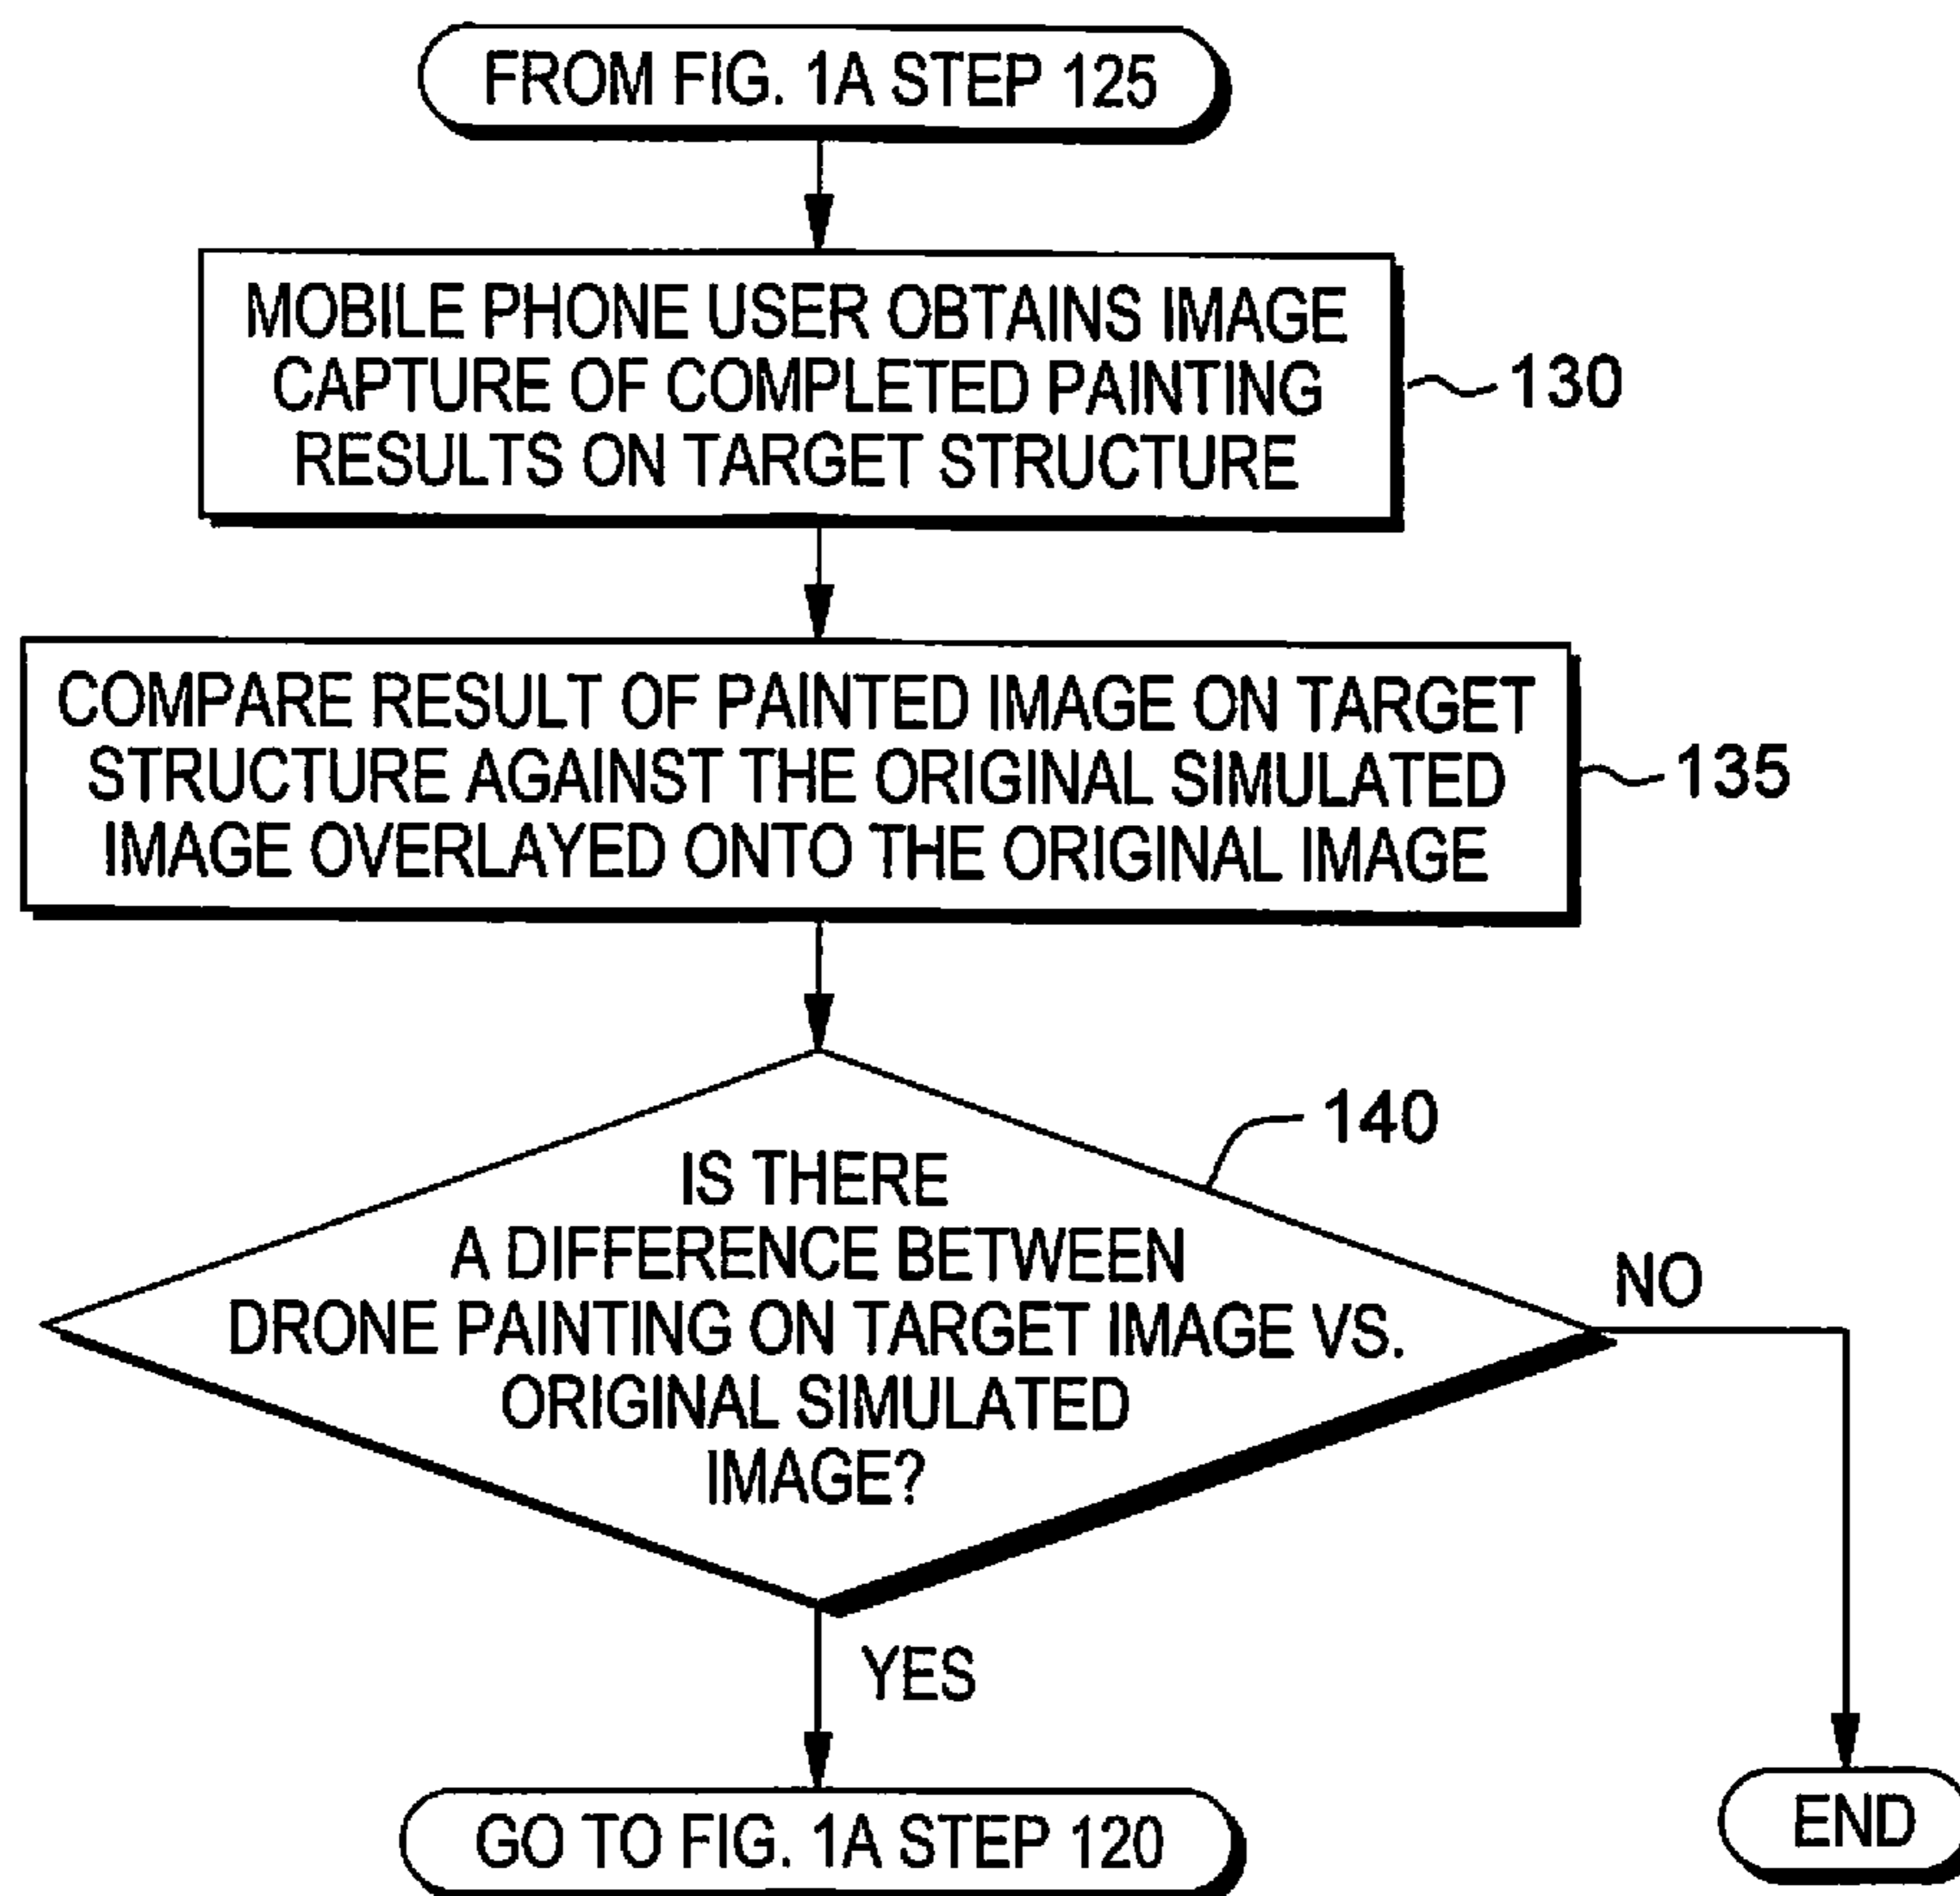 FROM FIG. 1A STEP 125
MOBILE PHONE USER OBTAINS IMAGE
CAPTURE OF COMPLETED PAINTING
RESULTS ON TARGET STRUCTURE
130
COMPARE RESULT OF PAINTED IMAGE ON TARGET
STRUCTURE AGAINST THE ORIGINAL SIMULATED
IMAGE OVERLAYED ONTO THE ORIGINAL IMAGE
135
140
IS THERE
A DIFFERENCE BETWEEN
DRONE PAINTING ON TARGET IMAGE VS.
ORIGINAL SIMULATED
IMAGE?
NO
YES
GO TO FIG. 1A STEP 120
END